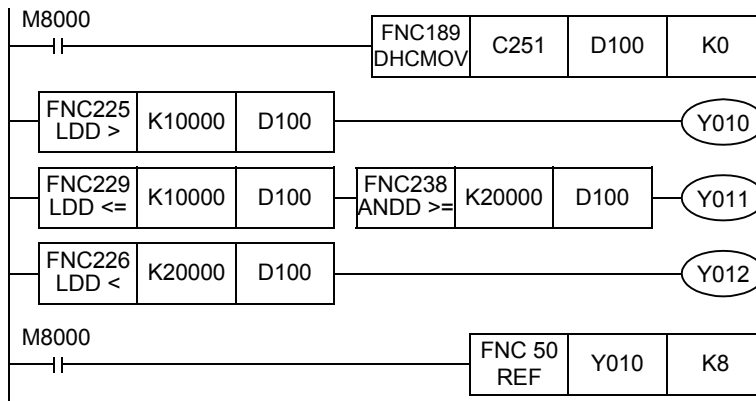 M8000
FNC189 DHCMOV C251 D100 K0
FNC225 LDD > K10000 D100 Y010
FNC229 LDD <= K10000 D100 FNC238 ANDD >= K20000 D100 Y011
FNC226 LDD < K20000 D100 Y012
M8000
FNC 50 REF Y010 K8